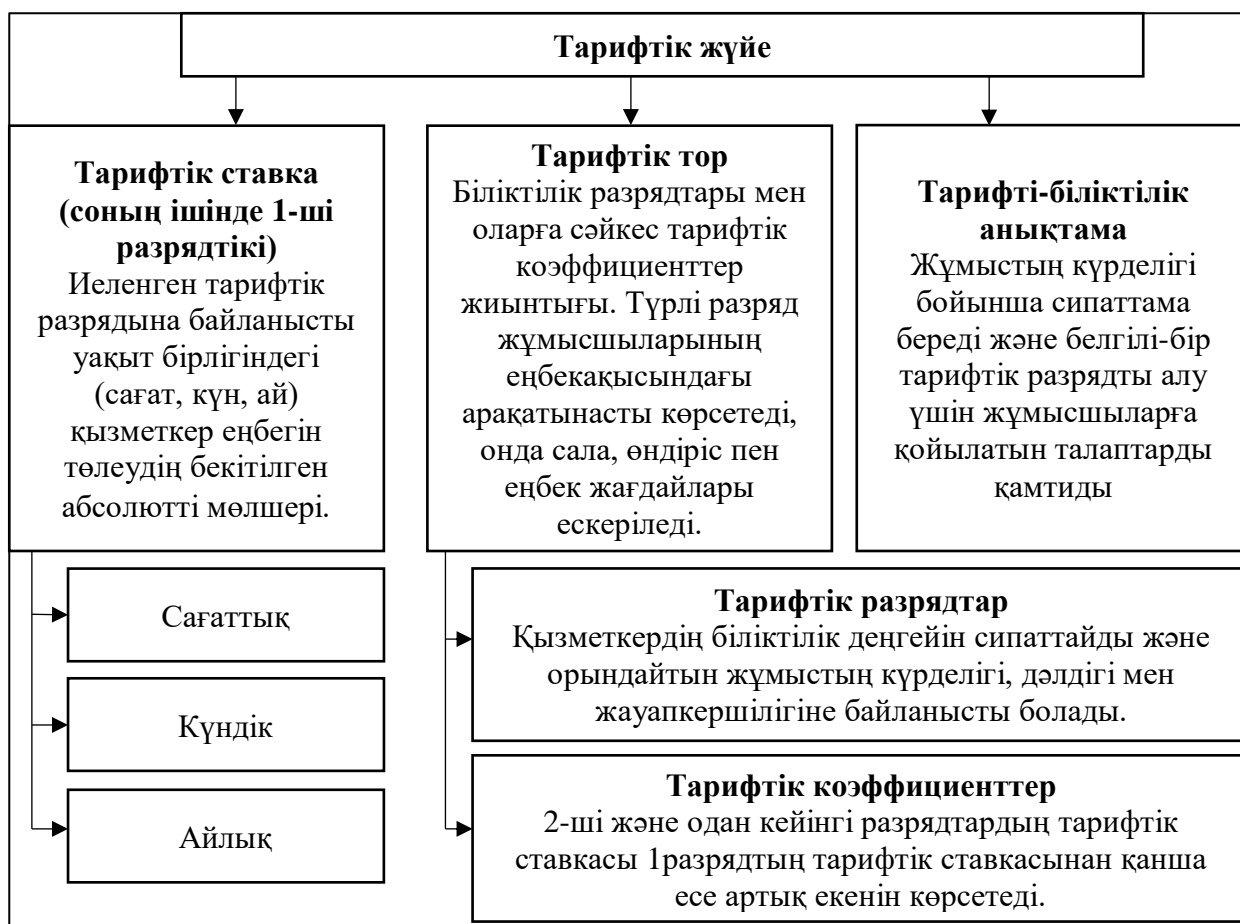 Тарифтік жүйе
Тарифтік ставка
(соның ішінде 1-ші
разрядтікі)
Иеленген тарифтік
разрядына байланысты
уақыт бірлігіндегі
(сағат, күн, ай)
қызметкер еңбегін
төлеудің бекітілген
абсолютті мөлшері.
Тарифтік тор
Біліктілік разрядтары мен
оларға сәйкес тарифтік
коэффициенттер
жиынтығы. Түрлі разряд
жұмысшыларының
еңбекақысындағы
арақатынасты көрсетеді,
онда сала, өндіріс пен
еңбек жағдайлары
ескеріледі.
Тарифті-біліктілік
анықтама
Жұмыстың күрделігі
бойынша сипаттама
береді және белгілі-бір
тарифтік разрядты алу
үшін жұмысшыларға
қойылатын талаптарды
қамтиды
Сағаттық
Күндік
Айлық
Тарифтік разрядтар
Қызметкердің біліктілік деңгейін сипаттайды және
орындайтын жұмыстың күрделігі, дәлдігі мен
жауапкершілігіне байланысты болады.
Тарифтік коэффициенттер
2-ші және одан кейінгі разрядтардың тарифтік
ставкасы 1разрядтың тарифтік ставкасынан қанша
есе артық екенін көрсетеді.